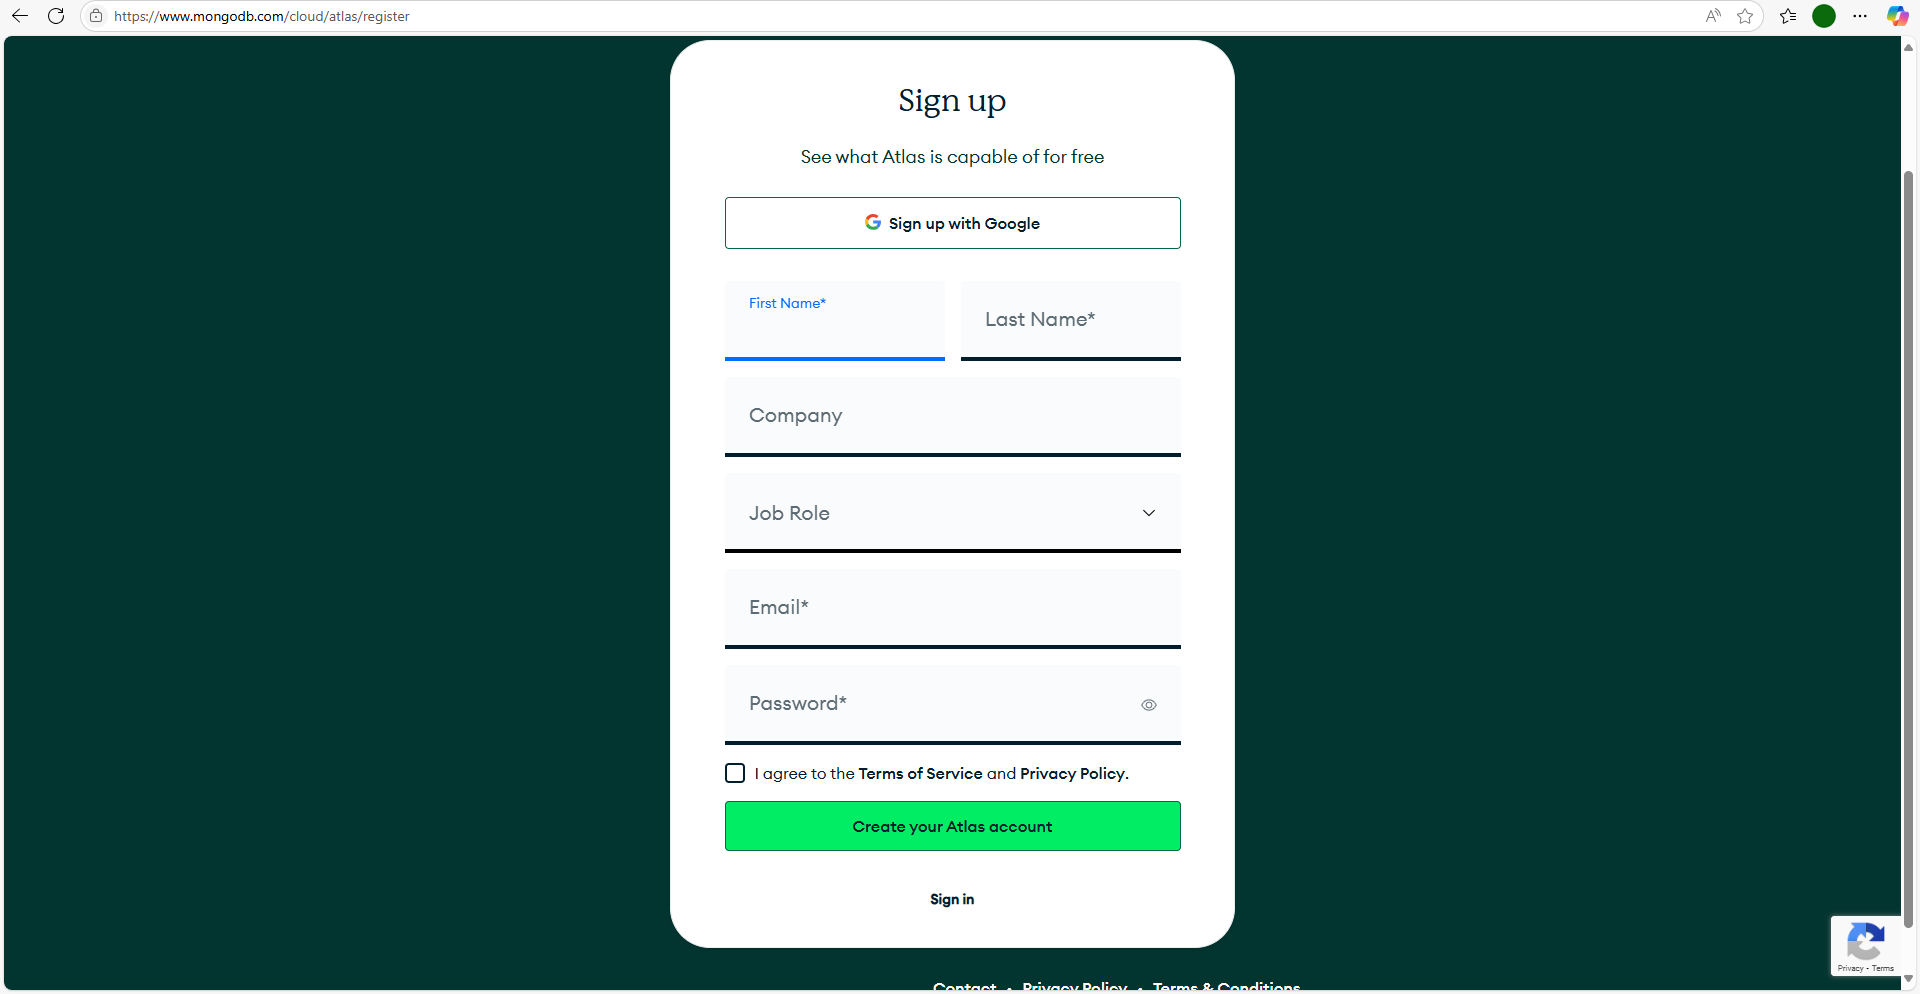 https://www.mongodb.com/cloud/atlas/register
Sign up
See what Atlas is capable of for free
Sign up with Google
First Name*
Last Name*
Company
Job Role
Email*
Password*
I agree to the Terms of Service and Privacy Policy.
Create your Atlas account
Sign in
Privacy - Terms
Contact · Privacy Policy · Terms & Conditions